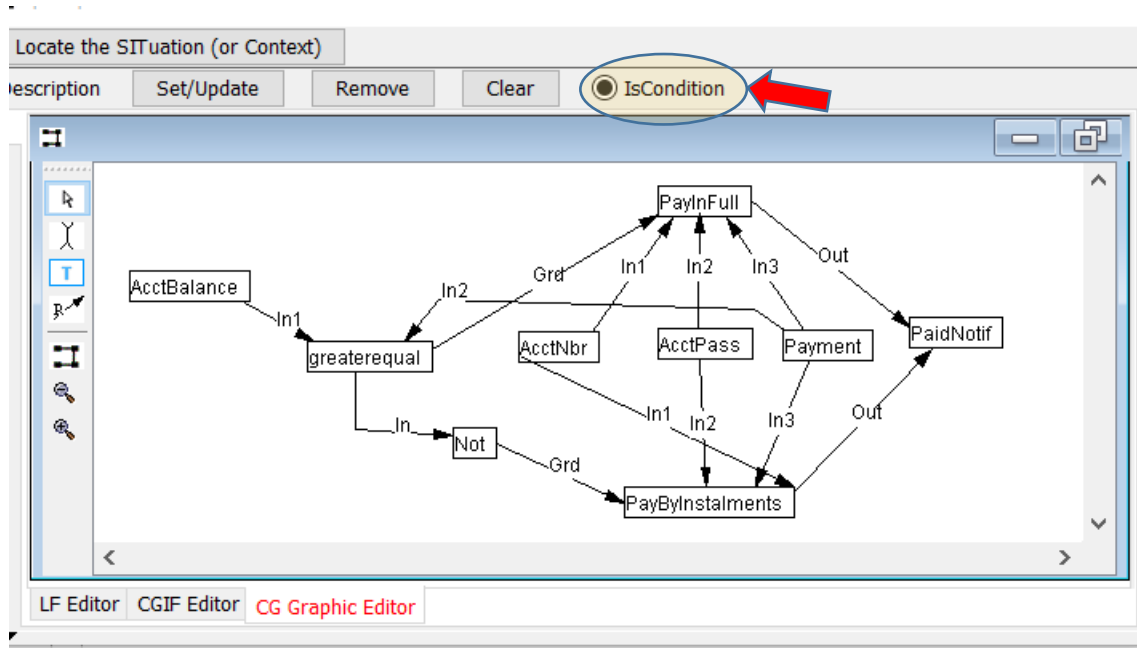 Locate the SITuation (or Context)
Description Set/Update Remove Clear IsCondition
T
R
PayInFull
Out
Grd In1 In2 In3
AcctBalance In2
In1
PaidNotif
greaterequal AcctNbr AcctPass Payment
In1 In2 In3 Out
In
Not
Grd
PayByInstalments
LF Editor CGIF Editor CG Graphic Editor